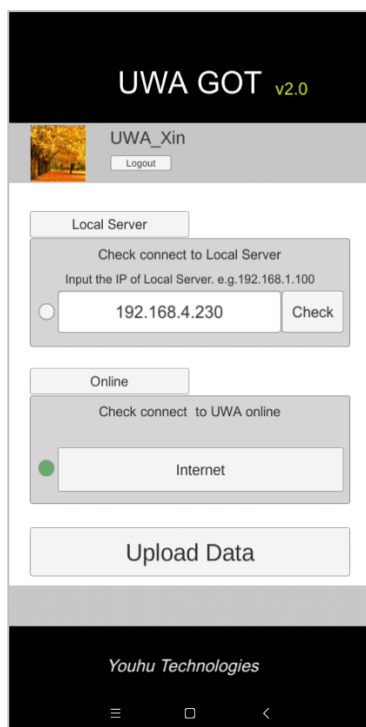 UWA GOT v2.0
UWA_Xin
Logout
Local Server
Check connect to Local Server
Input the IP of Local Server. e.g.192.168.1.100
192.168.4.230 Check
Online
Check connect to UWA online
Internet
Upload Data
Youhu Technologies